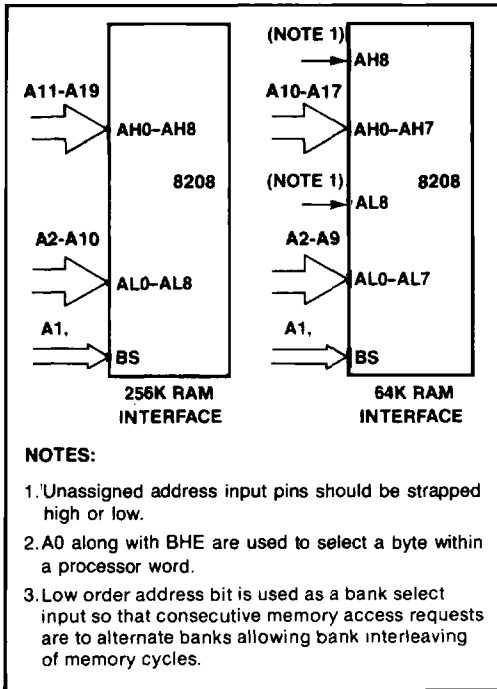 (NOTE 1)
AH8
A11-A19
AH0-AH8
8208
A2-A10
AL0-AL8
A1,
BS
256K RAM
INTERFACE
A10-A17
AH0-AH7
(NOTE 1)
8208
AL8
A2-A9
AL0-AL7
A1,
BS
64K RAM
INTERFACE
NOTES:
1. Unassigned address input pins should be strapped
high or low.
2. A0 along with BHE are used to select a byte within
a processor word.
3. Low order address bit is used as a bank select
input so that consecutive memory access requests
are to alternate banks allowing bank interleaving
of memory cycles.